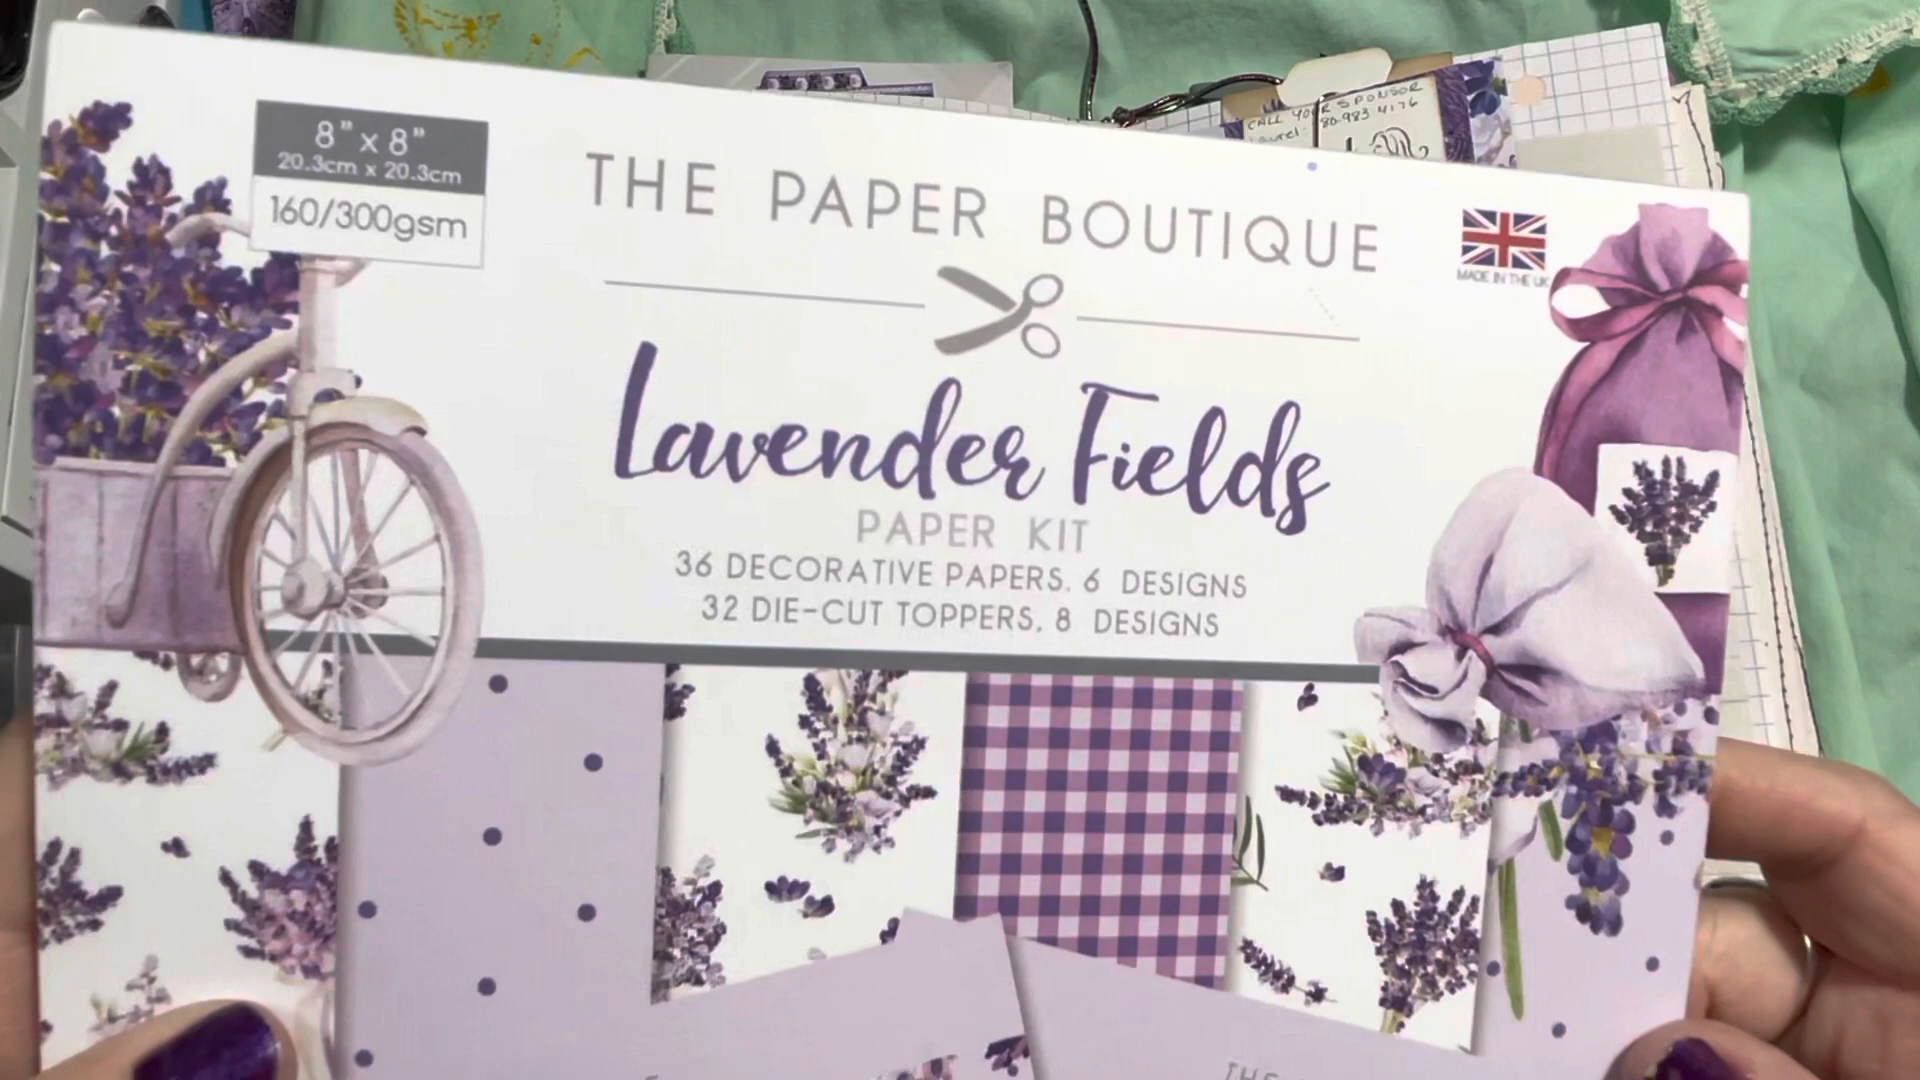 CALL YOUR SPONSOR
8" x 8"
20.3cm x 20.3cm
160/300gsm
THE PAPER BOUTIQUE
MADE IN THE UK
Lavender Fields
PAPER KIT
36 DECORATIVE PAPERS, 6 DESIGNS
32 DIE-CUT TOPPERS, 8 DESIGNS
THE